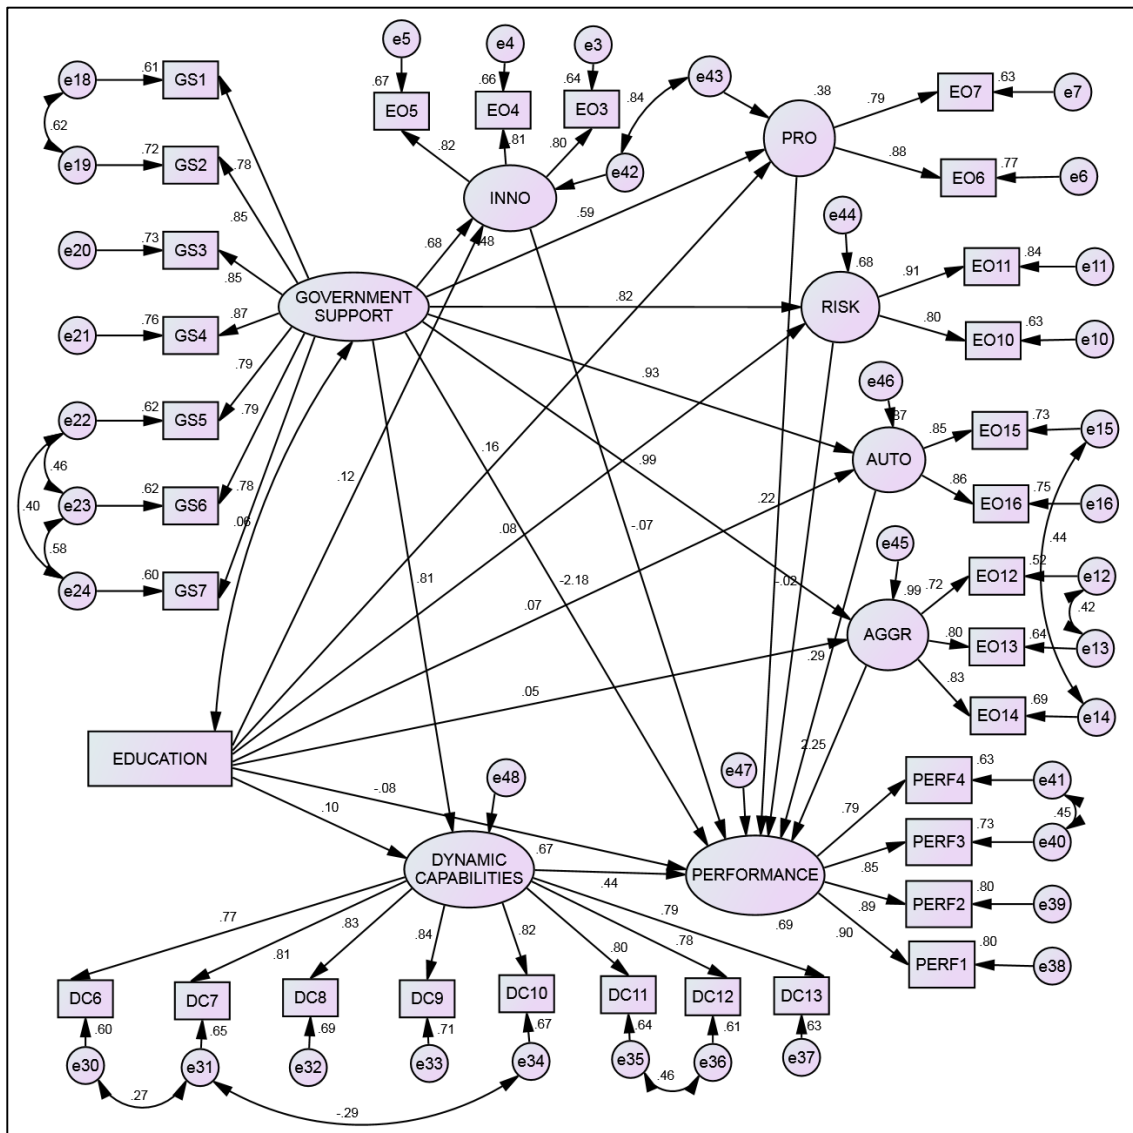 e5
e4
e3
e18
.61
GS1
.67
.66
.64
e43
.38
.63
EO5
EO4
EO3
.84
.79
EO7
e7
.62
PRO
e19
.72
GS2
.78
.82
.81
.80
e42
.88
EO6
.77
e6
INNO
.59
e44
.85
e20
.73
GS3
.68
.48
.84
.85
.68
.91
EO11
e11
GOVERNMENT
SUPPORT
.82
RISK
e21
.76
GS4
.87
.80
EO10
.63
e10
.79
.93
e46
e22
.62
GS5
.79
.87
.85
EO15
.73
e15
.46
.16
.99
AUTO
.40
e23
.62
GS6
.78
.12
.86
EO16
.75
e16
.06
.08
.22
-.07
e45
.44
.58
e24
.60
GS7
.81
-2.18
-.02
.99
.72
EO12
.52
e12
.07
.42
AGGR
.80
EO13
.64
e13
.29
.05
.83
EO14
.69
e14
EDUCATION
2.25
e48
e47
.63
-.08
PERF4
e41
.10
.79
.45
.73
PERF3
e40
DYNAMIC
CAPABILITIES
.67
.44
PERFORMANCE
.85
.89
PERF2
.80
e39
.77
.83
.84
.82
.79
.69
.90
.81
.80
.78
PERF1
.80
e38
DC6
DC7
DC8
DC9
DC10
DC11
DC12
DC13
.60
.65
.69
.71
.67
.64
.61
.63
e30
e31
e32
e33
e34
e35
e36
e37
.27
-.29
.46